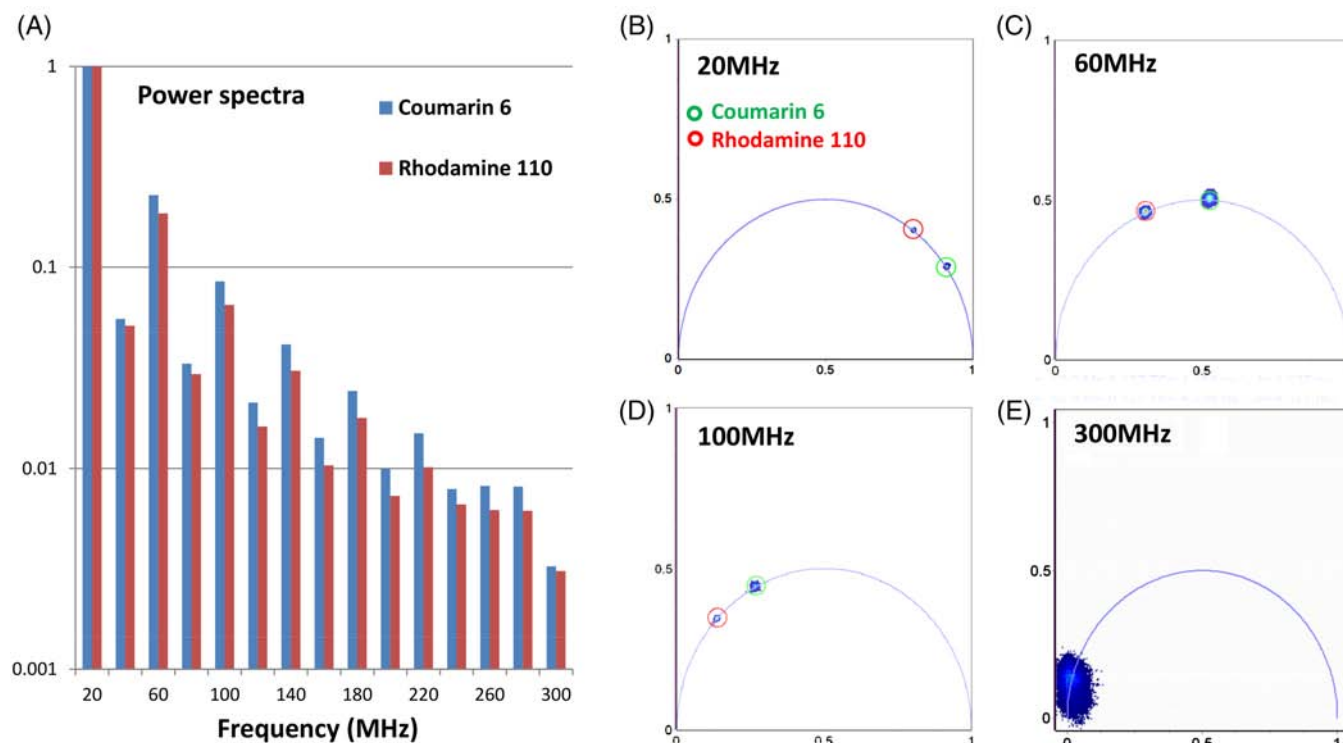 (A)
Power spectra
Coumarin 6
Rhodamine 110
1
0.1
0.01
0.001
20 60 100 140 180 220 260 300
Frequency (MHz)
(B)
1
20MHz
Coumarin 6
Rhodamine 110
0.5
0
0 0.5 1
(C)
1
60MHz
0.5
0
0 0.5
(D)
1
100MHz
0.5
0
0 0.5 1
(E)
1
300MHz
0.5
0
0 0.5 1